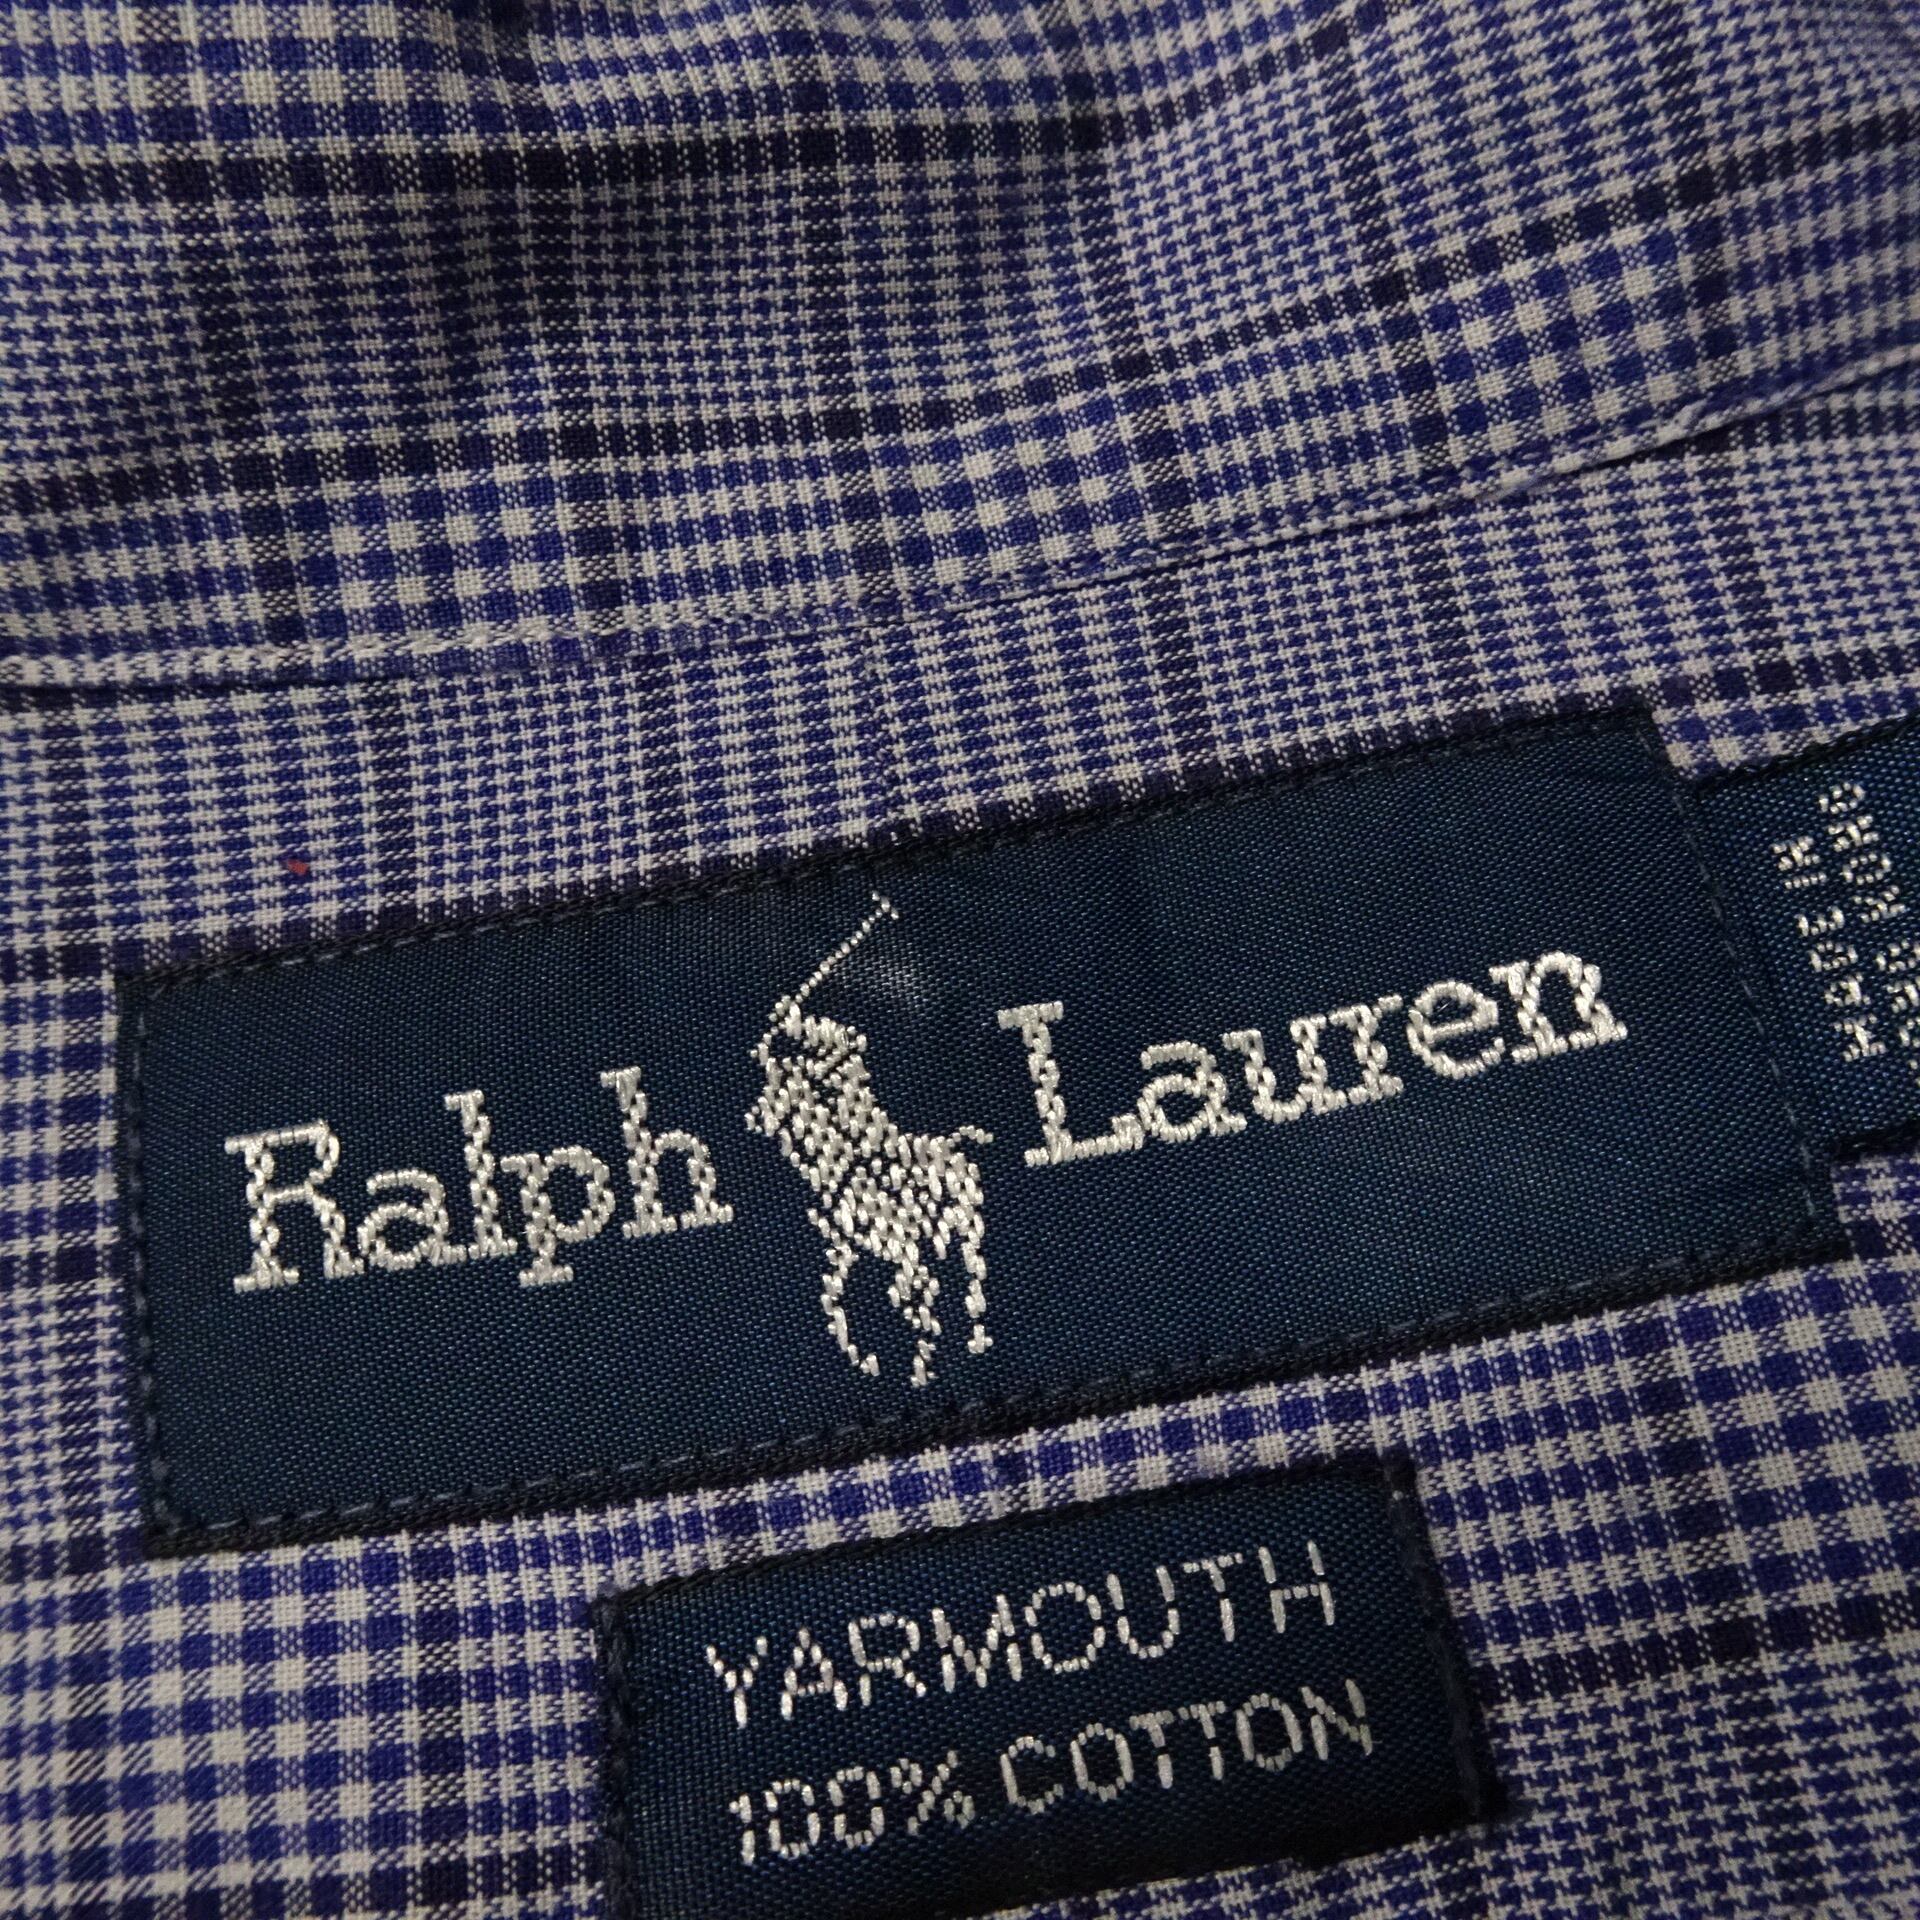 Ralph Lauren
YARMOUTH
100% COTTON